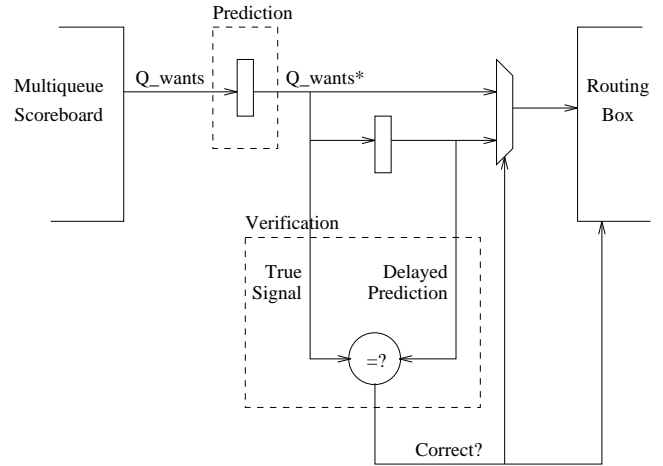 Prediction
Multiqueue
Scoreboard
Q_wants
Q_wants*
Routing
Box
Verification
True
Signal
Delayed
Prediction
=?
Correct?